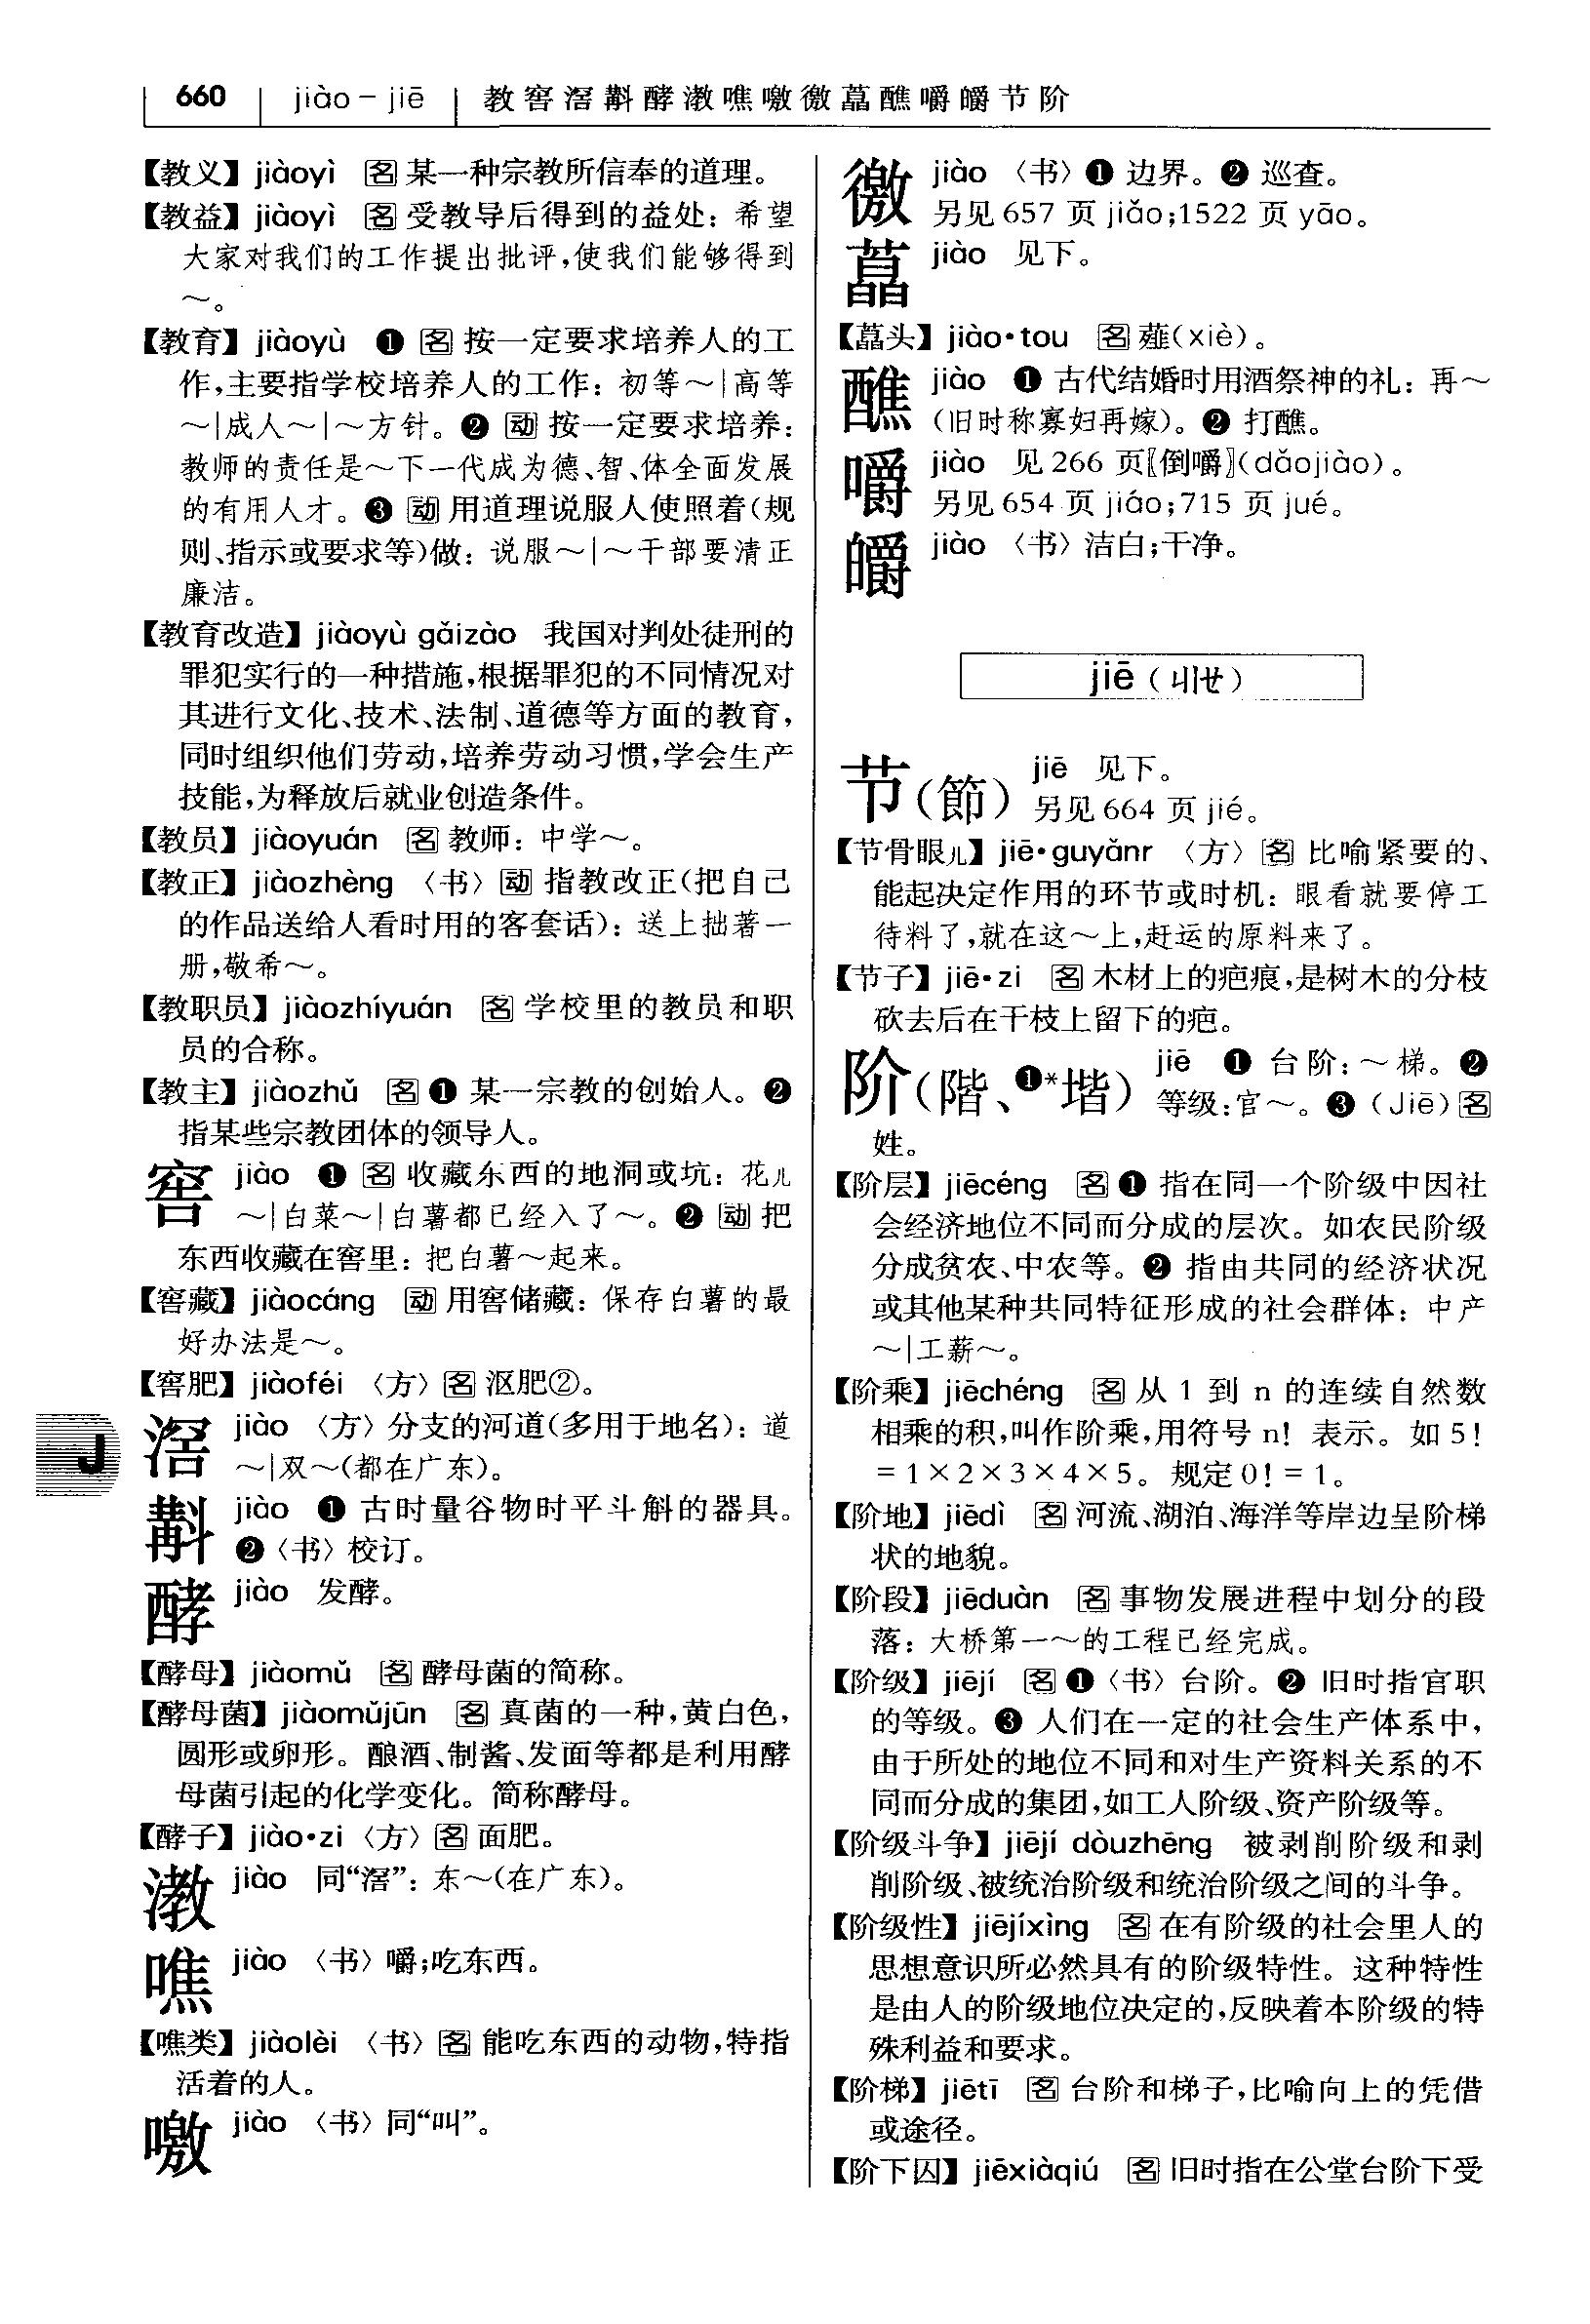 660 jiào－jiē 教窖滘斠酵漖噍噭徼藠醮嚼皭节阶
【教义】jiàoyì 名 某一种宗教所信奉的道理。
【教益】jiàoyì 名 受教导后得到的益处：希望
大家对我们的工作提出批评，使我们能够得到
～。
【教育】jiàoyù ❶ 名 按一定要求培养人的工
作，主要指学校培养人的工作：初等～|高等
～|成人～|～方针。❷ 动 按一定要求培养：
教师的责任是～下一代成为德、智、体全面发展
的有用人才。❸ 动 用道理说服人使照着（规
则、指示或要求等）做：说服～|～干部要清正
廉洁。
【教育改造】jiàoyù gǎizào 我国对判处徒刑的
罪犯实行的一种措施，根据罪犯的不同情况对
其进行文化、技术、法制、道德等方面的教育，
同时组织他们劳动，培养劳动习惯，学会生产
技能，为释放后就业创造条件。
【教员】jiàoyuán 名 教师：中学～。
【教正】jiàozhèng 〈书〉动 指教改正（把自己
的作品送给人看时用的客套话）：送上拙著一
册，敬希～。
【教职员】jiàozhíyuán 名 学校里的教员和职
员的合称。
【教主】jiàozhǔ 名 ❶ 某一宗教的创始人。❷
指某些宗教团体的领导人。
窖 jiào ❶ 名 收藏东西的地洞或坑：花儿
～|白菜～|白薯都已经入了～。❷ 动 把
东西收藏在窖里：把白薯～起来。
【窖藏】jiàocáng 动 用窖储藏：保存白薯的最
好办法是～。
【窖肥】jiàoféi 〈方〉名 沤肥②。
滘 jiào 〈方〉分支的河道（多用于地名）：道
～|双～（都在广东）。
斠 jiào ❶ 古时量谷物时平斗斛的器具。
❷〈书〉校订。
酵 jiào 发酵。
【酵母】jiàomǔ 名 酵母菌的简称。
【酵母菌】jiàomǔjūn 名 真菌的一种，黄白色，
圆形或卵形。酿酒、制酱、发面等都是利用酵
母菌引起的化学变化。简称酵母。
【酵子】jiào·zi 〈方〉名 面肥。
漖 jiào 同“滘”：东～（在广东）。
噍 jiào 〈书〉嚼；吃东西。
【噍类】jiàolèi 〈书〉名 能吃东西的动物，特指
活着的人。
噭 jiào 〈书〉同“叫”。
徼 jiào 〈书〉❶ 边界。❷ 巡查。
另见 657 页 jiǎo；1522 页 yāo。
藠 jiào 见下。
【藠头】jiào·tou 名 薤（xiè）。
醮 jiào ❶ 古代结婚时用酒祭神的礼：再～
（旧时称寡妇再嫁）。❷ 打醮。
嚼 jiào 见 266 页〖倒嚼〗（dǎojiào）。
另见 654 页 jiáo；715 页 jué。
皭 jiào 〈书〉洁白；干净。
jiē（ㄐㄧㄝ）
节（節） jiē 见下。
另见 664 页 jié。
【节骨眼儿】jiē·guyǎnr 〈方〉名 比喻紧要的、
能起决定作用的环节或时机：眼看就要停工
待料了，就在这～上，赶运的原料来了。
【节子】jiē·zi 名 木材上的疤痕，是树木的分枝
砍去后在干枝上留下的疤。
阶（階、❶*堦） jiē ❶ 台阶：～梯。❷
等级：官～。❸（Jiē）名
姓。
【阶层】jiēcéng 名 ❶ 指在同一个阶级中因社
会经济地位不同而分成的层次。如农民阶级
分成贫农、中农等。❷ 指由共同的经济状况
或其他某种共同特征形成的社会群体：中产
～|工薪～。
【阶乘】jiēchéng 名 从 1 到 n 的连续自然数
相乘的积，叫作阶乘，用符号 n！表示。如 5！
＝1×2×3×4×5。规定 0！＝1。
【阶地】jiēdì 名 河流、湖泊、海洋等岸边呈阶梯
状的地貌。
【阶段】jiēduàn 名 事物发展进程中划分的段
落：大桥第一～的工程已经完成。
【阶级】jiējí 名 ❶〈书〉台阶。❷ 旧时指官职
的等级。❸ 人们在一定的社会生产体系中，
由于所处的地位不同和对生产资料关系的不
同而分成的集团，如工人阶级、资产阶级等。
【阶级斗争】jiējí dòuzhēng 被剥削阶级和剥
削阶级、被统治阶级和统治阶级之间的斗争。
【阶级性】jiējíxìng 名 在有阶级的社会里人的
思想意识所必然具有的阶级特性。这种特性
是由人的阶级地位决定的，反映着本阶级的特
殊利益和要求。
【阶梯】jiētī 名 台阶和梯子，比喻向上的凭借
或途径。
【阶下囚】jiēxiàqiú 名 旧时指在公堂台阶下受
J